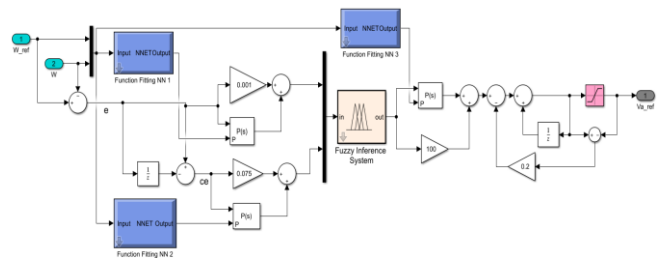 1
W_ref
2
W
Input NNETOutput
Function Fitting NN 1
Input NNETOutput
Function Fitting NN 3
e
0.001
P(s)
P
in
out
Fuzzy Inference
System
P(s)
P
100
1
z
0.2
1
Va_ref
1
z
ce
0.075
P(s)
P
Input NNET Output
Function Fitting NN 2